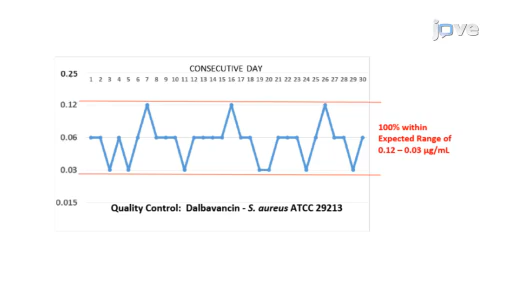 jove
CONSECUTIVE DAY
0.25
1 2 3 4 5 6 7 8 9 10 11 12 13 14 15 16 17 18 19 20 21 22 23 24 25 26 27 28 29 30
0.12
0.06
0.03
0.015
100% within
Expected Range of
0.12 – 0.03 µg/mL
Quality Control: Dalbavancin - S. aureus ATCC 29213